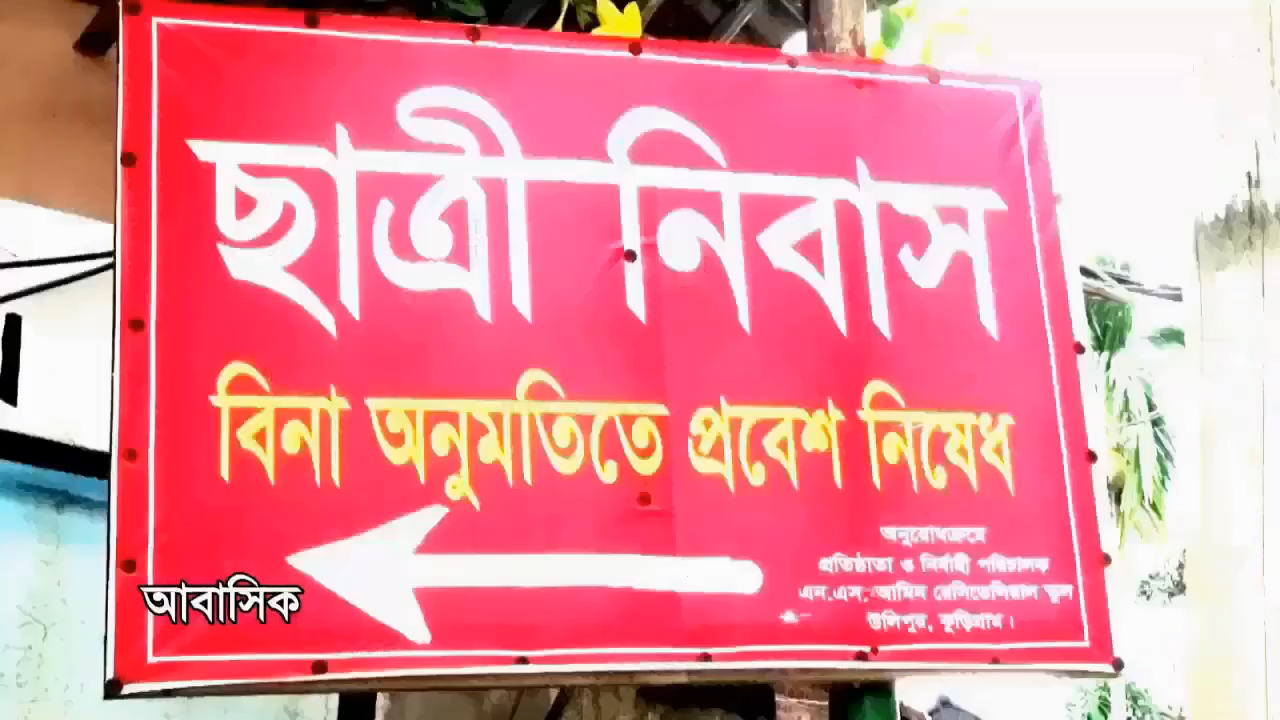 ছাত্রী নিবাস
বিনা অনুমতিতে প্রবেশ নিষেধ
অনুরোধক্রমে
প্রতিষ্ঠাতা ও নির্বাহী পরিচালক
এন.এস. আমিন রেসিডেন্সিয়াল স্কুল
উলিপুর, কুড়িগ্রাম।
আবাসিক